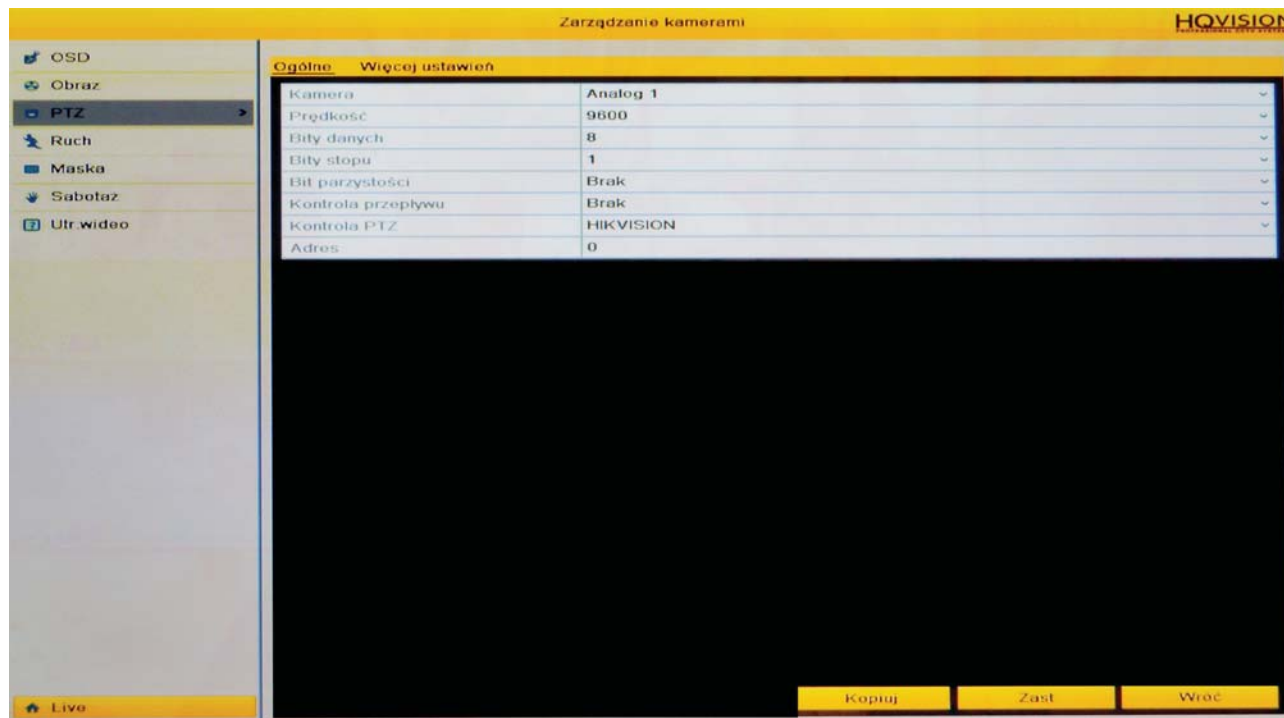 Zarządzanie kamerami
HQVISION
OSD
Obraz
PTZ >
Ruch
Maska
Sabotaż
Utr.wideo
Live
Ogólne Więcej ustawień
Kamera Analog 1
Prędkość 9600
Bity danych 8
Bity stopu 1
Bit parzystości Brak
Kontrola przepływu Brak
Kontrola PTZ HIKVISION
Adres 0
Kopiuj Zast Wróć